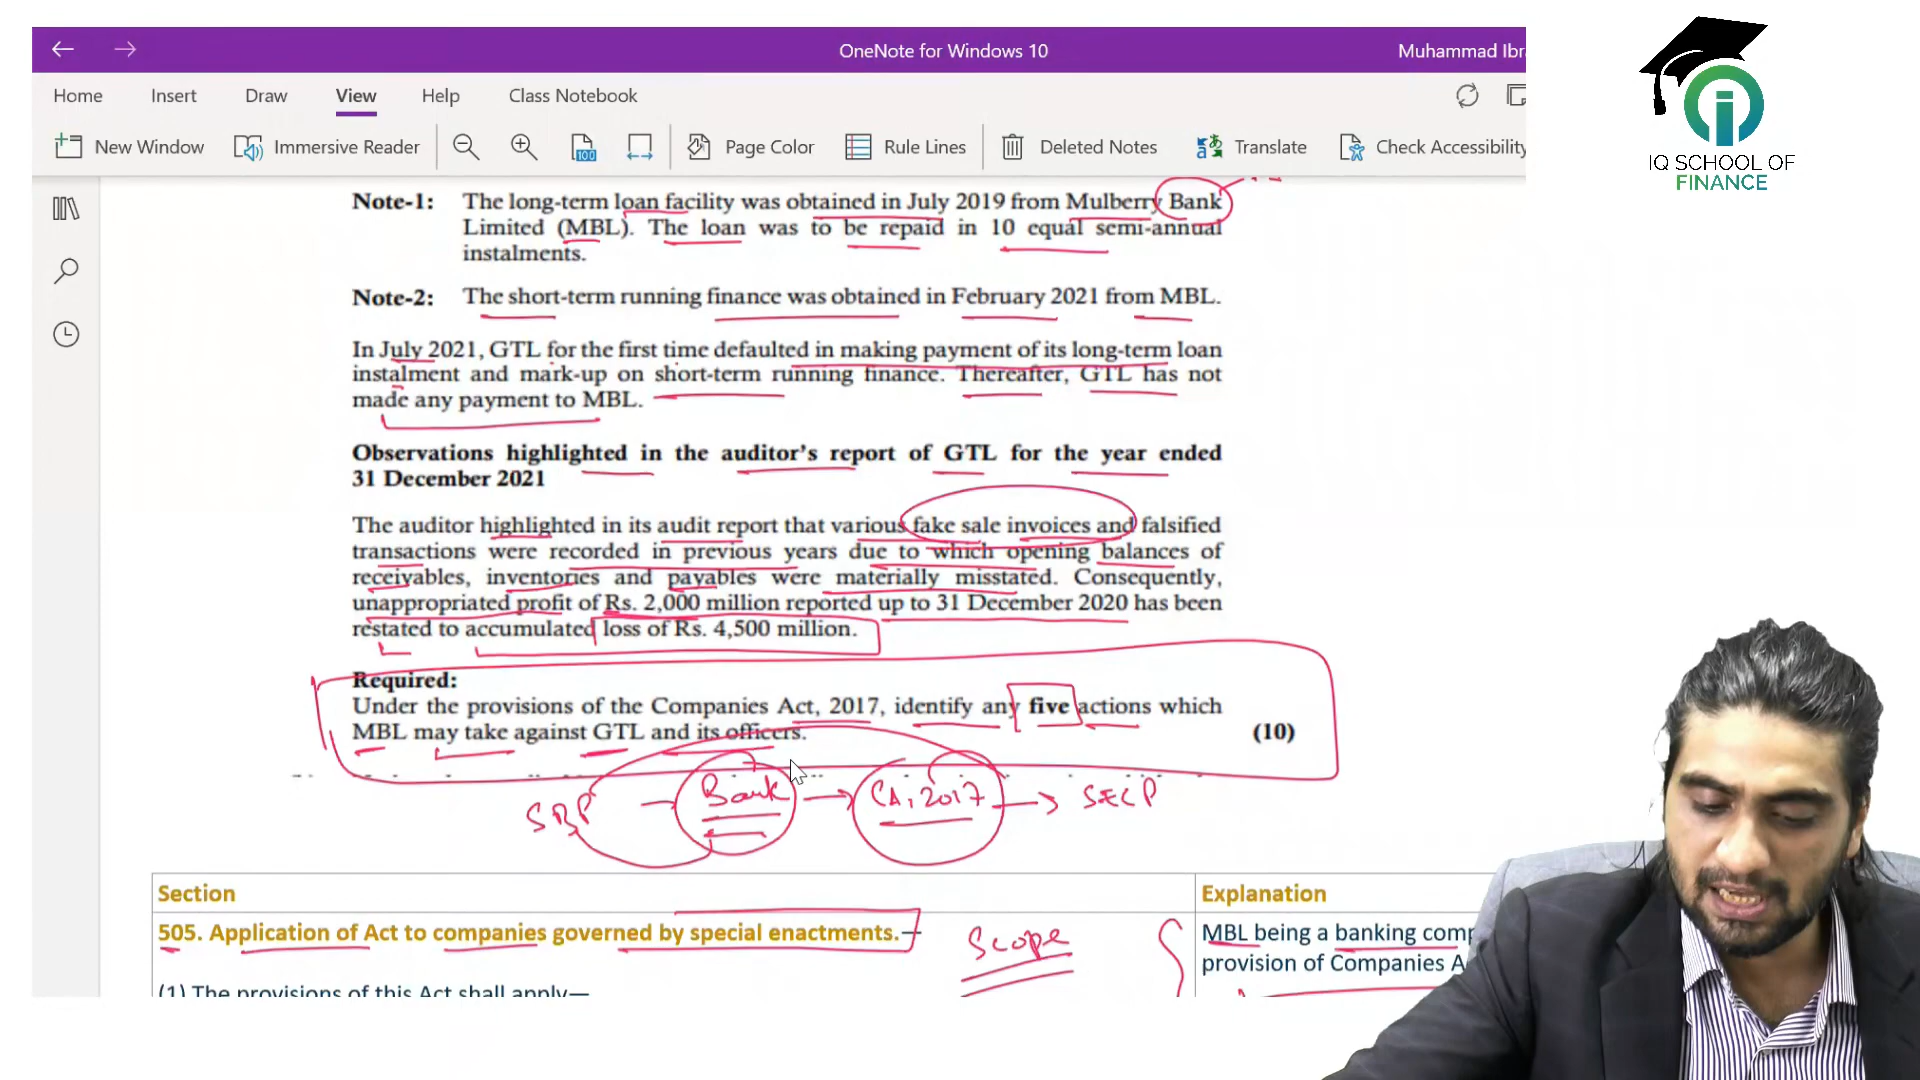 OneNote for Windows 10
Muhammad Ibr
Home Insert Draw View Help Class Notebook
New Window Immersive Reader 100 Page Color Rule Lines Deleted Notes Translate Check Accessibility
IQ SCHOOL OF
FINANCE
Note-1: The long-term loan facility was obtained in July 2019 from Mulberry Bank
Limited (MBL). The loan was to be repaid in 10 equal semi-annual
instalments.
Note-2: The short-term running finance was obtained in February 2021 from MBL.
In July 2021, GTL for the first time defaulted in making payment of its long-term loan
instalment and mark-up on short-term running finance. Thereafter, GTL has not
made any payment to MBL.
Observations highlighted in the auditor's report of GTL for the year ended
31 December 2021
The auditor highlighted in its audit report that various fake sale invoices and falsified
transactions were recorded in previous years due to which opening balances of
receivables, inventories and payables were materially misstated. Consequently,
unappropriated profit of Rs. 2,000 million reported up to 31 December 2020 has been
restated to accumulated loss of Rs. 4,500 million.
Required:
Under the provisions of the Companies Act, 2017, identify any five actions which
MBL may take against GTL and its officers. (10)
SBP Bank CA, 2017 SECP
Section Explanation
505. Application of Act to companies governed by special enactments.—
Scope
MBL being a banking comp
provision of Companies A
(1) The provisions of this Act shall apply—